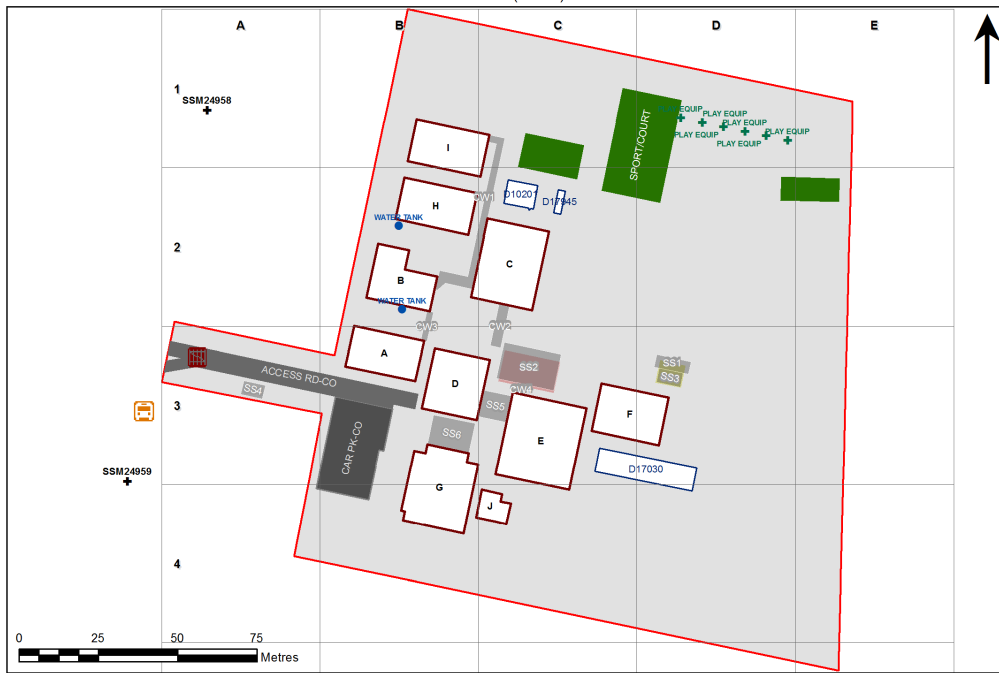 A
B
C
D
E
1
SSM24958
PLAY EQUIP
PLAY EQUIP
PLAY EQUIP
PLAY EQUIP
PLAY EQUIP
PLAY EQUIP
SPORT/COURT
I
H
CW1
D10201
D17945
WATER TANK
2
C
B
WATER TANK
CW3
CW2
A
D
SS2
SS1
SS3
CW4
ACCESS RD-CO
SS4
3
SS5
F
SS6
E
CAR PK-CO
D17030
SSM24959
G
J
4
0
25
50
75
Metres